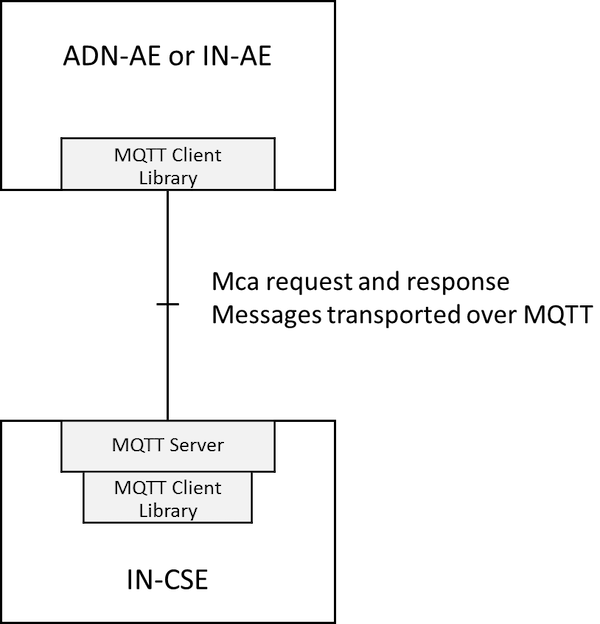 ADN-AE or IN-AE
MQTT Client
Library
Mca request and response
Messages transported over MQTT
MQTT Server
MQTT Client
Library
IN-CSE